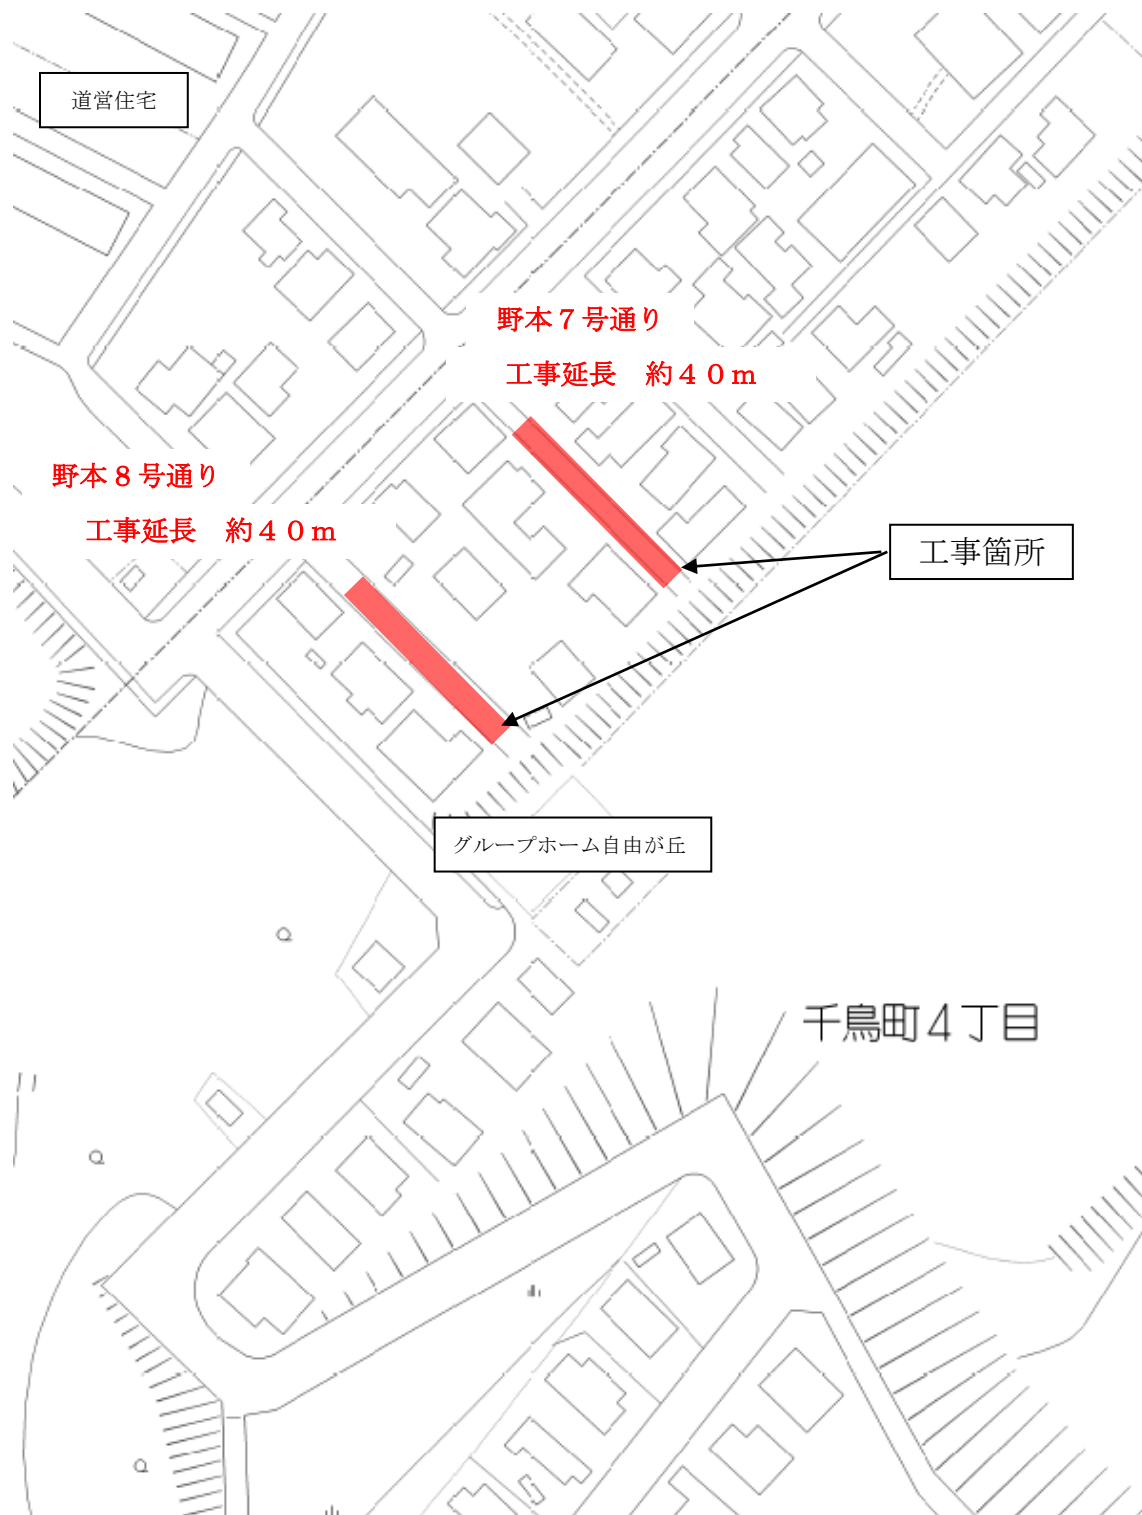 道営住宅
野本７号通り
工事延長　約４０ｍ
野本８号通り
工事延長　約４０ｍ
工事箇所
グループホーム自由が丘
千鳥町４丁目